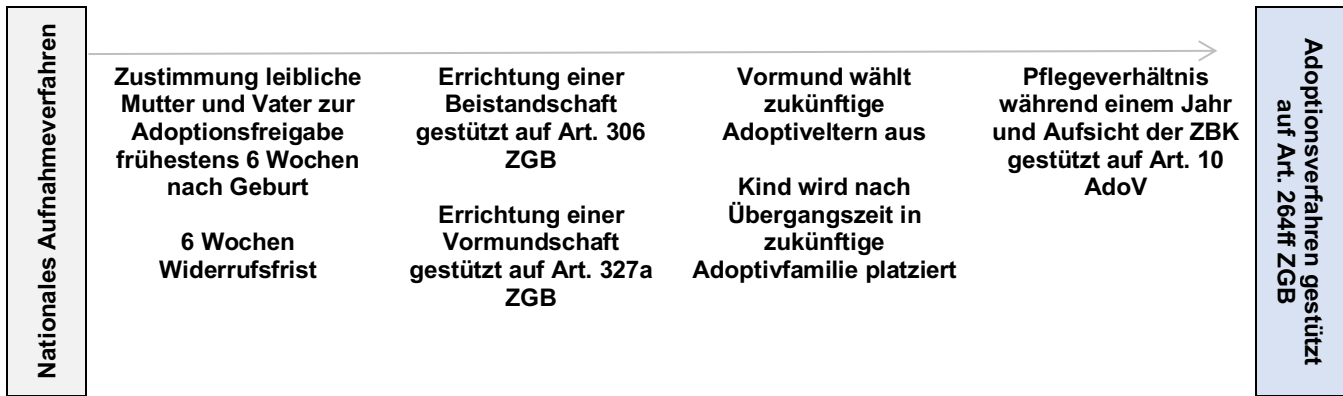 Nationales Aufnahmeverfahren
Zustimmung leibliche
Mutter und Vater zur
Adoptionsfreigabe
frühestens 6 Wochen
nach Geburt
6 Wochen
Widerrufsfrist
Errichtung einer
Beistandschaft
gestützt auf Art. 306
ZGB
Errichtung einer
Vormundschaft
gestützt auf Art. 327a
ZGB
Vormund wählt
zukünftige
Adoptiveltern aus
Kind wird nach
Übergangszeit in
zukünftige
Adoptivfamilie platziert
Pflegeverhältnis
während einem Jahr
und Aufsicht der ZBK
gestützt auf Art. 10
AdoV
Adoptionsverfahren gestützt
auf Art. 264ff ZGB